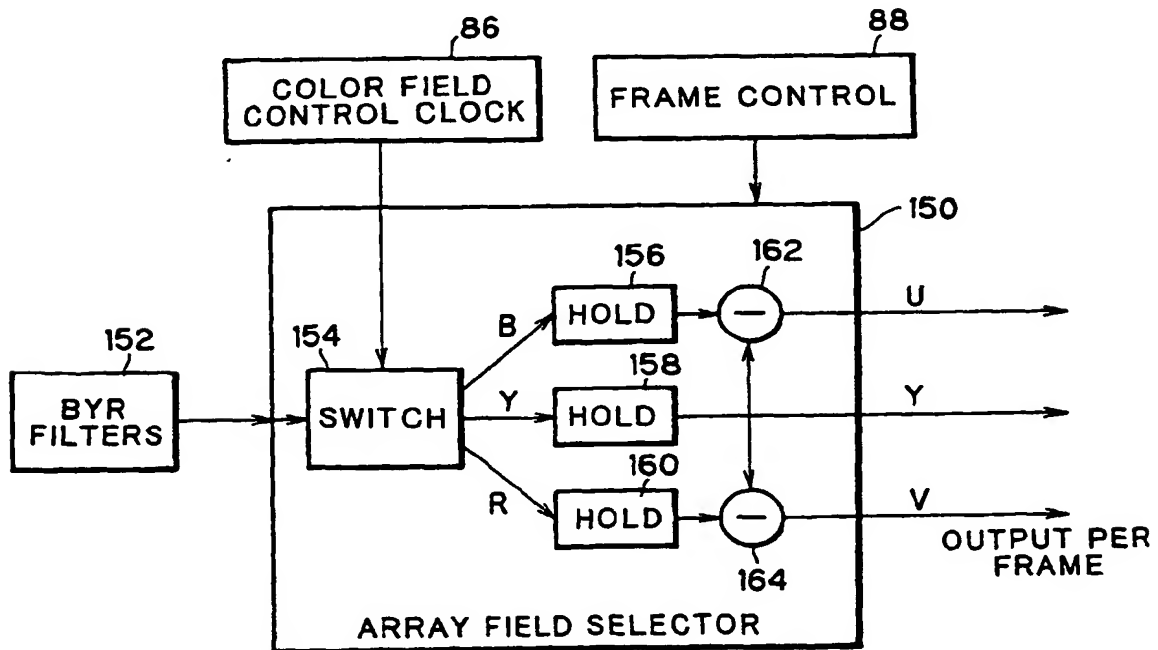 86
88
COLOR FIELD
CONTROL CLOCK
FRAME CONTROL
150
156
162
U
HOLD
−
B
152
154
158
BYR
FILTERS
SWITCH
Y
HOLD
Y
160
R
HOLD
−
V
164
OUTPUT PER
FRAME
ARRAY FIELD SELECTOR